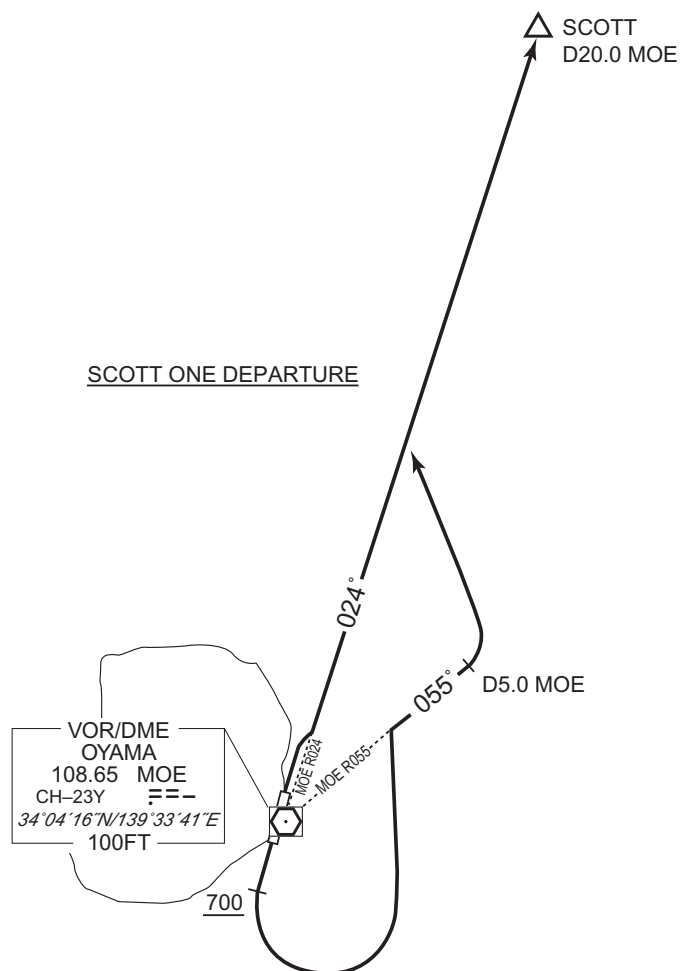 SCOTT
D20.0 MOE
SCOTT ONE DEPARTURE
024°
055°
D5.0 MOE
MOE R024
MOE R055
VOR/DME
OYAMA
108.65 MOE
CH–23Y
34°04´16˝N/139°33´41˝E
100FT
700